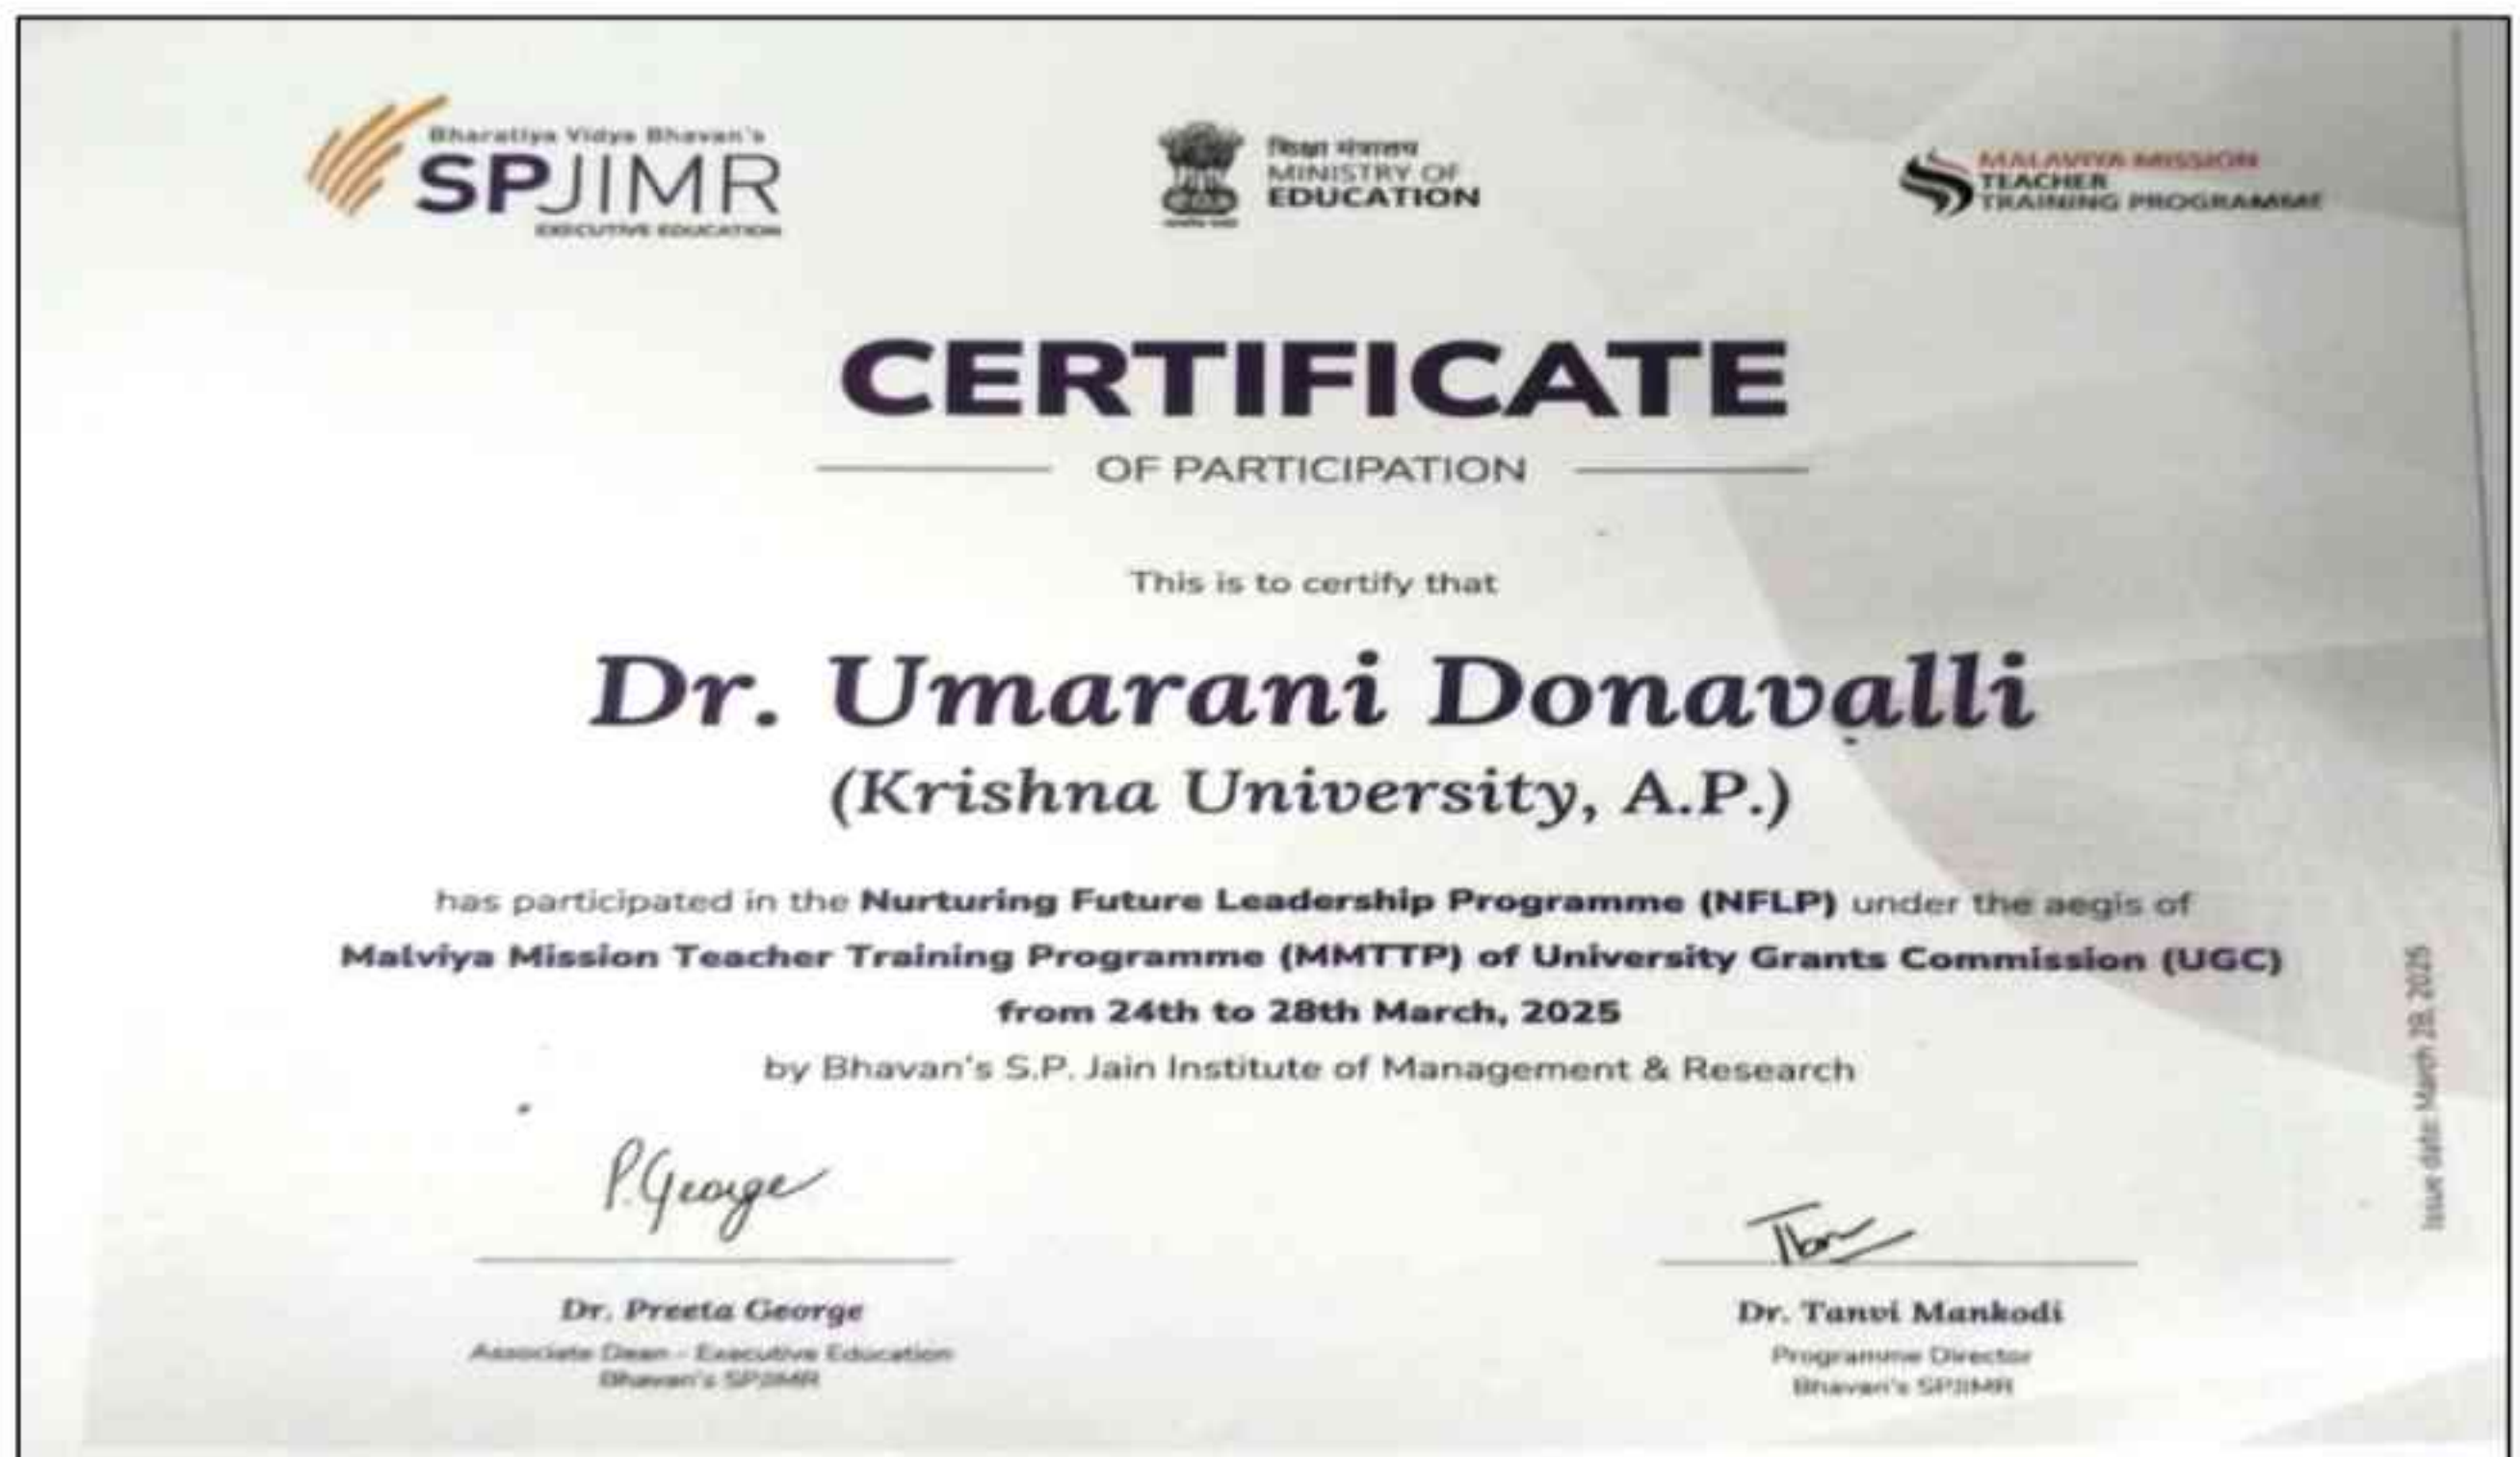 Bharatiya Vidya Bhavan's
SPJIMR
EXECUTIVE EDUCATION
शिक्षा मंत्रालय
MINISTRY OF
EDUCATION
MALAVIYA MISSION
TEACHER
TRAINING PROGRAMME
CERTIFICATE
OF PARTICIPATION
This is to certify that
Dr. Umarani Donavalli
(Krishna University, A.P.)
has participated in the Nurturing Future Leadership Programme (NFLP) under the aegis of
Malviya Mission Teacher Training Programme (MMTTP) of University Grants Commission (UGC)
from 24th to 28th March, 2025
by Bhavan's S.P. Jain Institute of Management & Research
P.George
Dr. Preeta George
Associate Dean - Executive Education
Bhavan's SPJIMR
Dr. Tanvi Mankodi
Programme Director
Bhavan's SPJIMR
Issue date: March 28, 2025